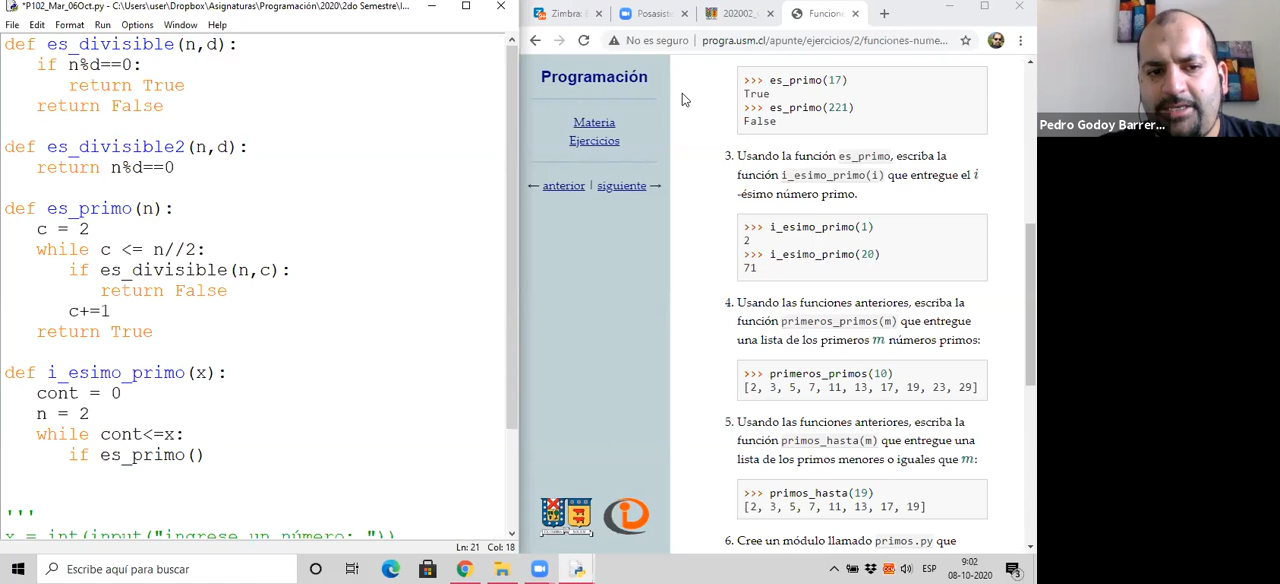 *P102_Mar_06Oct.py - C:\Users\user\Dropbox\Asignaturas\Programación\2020\2do Semestre\I...
File Edit Format Run Options Window Help
def es_divisible(n,d):
if n%d==0:
return True
return False
def es_divisible2(n,d):
return n%d==0
def es_primo(n):
c = 2
while c <= n//2:
if es_divisible(n,c):
return False
c+=1
return True
def i_esimo_primo(x):
cont = 0
n = 2
while cont<=x:
if es_primo()
'''
x = int(input("ingrese un número: "))
Ln: 21 Col: 18
Zimbra:
Posasist
202002_
Funcione
No es seguro
progra.usm.cl/apunte/ejercicios/2/funciones-nume...
Programación
Materia
Ejercicios
← anterior | siguiente →
>>> es_primo(17)
True
>>> es_primo(221)
False
3. Usando la función es_primo, escriba la
función i_esimo_primo(i) que entregue el i
-ésimo número primo.
>>> i_esimo_primo(1)
2
>>> i_esimo_primo(20)
71
4. Usando las funciones anteriores, escriba la
función primeros_primos(m) que entregue
una lista de los primeros m números primos:
>>> primeros_primos(10)
[2, 3, 5, 7, 11, 13, 17, 19, 23, 29]
5. Usando las funciones anteriores, escriba la
función primos_hasta(m) que entregue una
lista de los primos menores o iguales que m:
>>> primos_hasta(19)
[2, 3, 5, 7, 11, 13, 17, 19]
6. Cree un módulo llamado primos.py que
Pedro Godoy Barrer...
Escribe aquí para buscar
ESP
9:02
08-10-2020
3